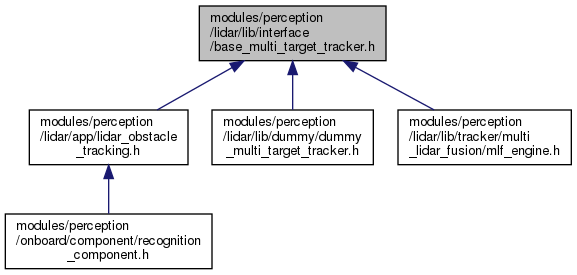 modules/perception
/lidar/lib/interface
/base_multi_target_tracker.h
modules/perception
/lidar/app/lidar_obstacle
_tracking.h
modules/perception
/lidar/lib/dummy/dummy
_multi_target_tracker.h
modules/perception
/lidar/lib/tracker/multi
_lidar_fusion/mlf_engine.h
modules/perception
/onboard/component/recognition
_component.h